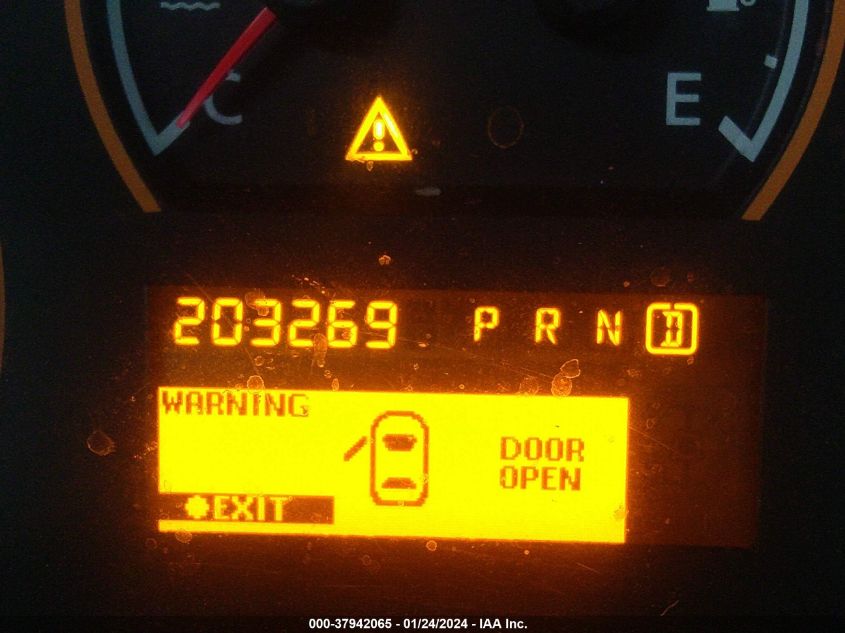 C E
203269 P R N D
WARNING
DOOR
OPEN
✽EXIT
000-37942065 - 01/24/2024 - IAA Inc.